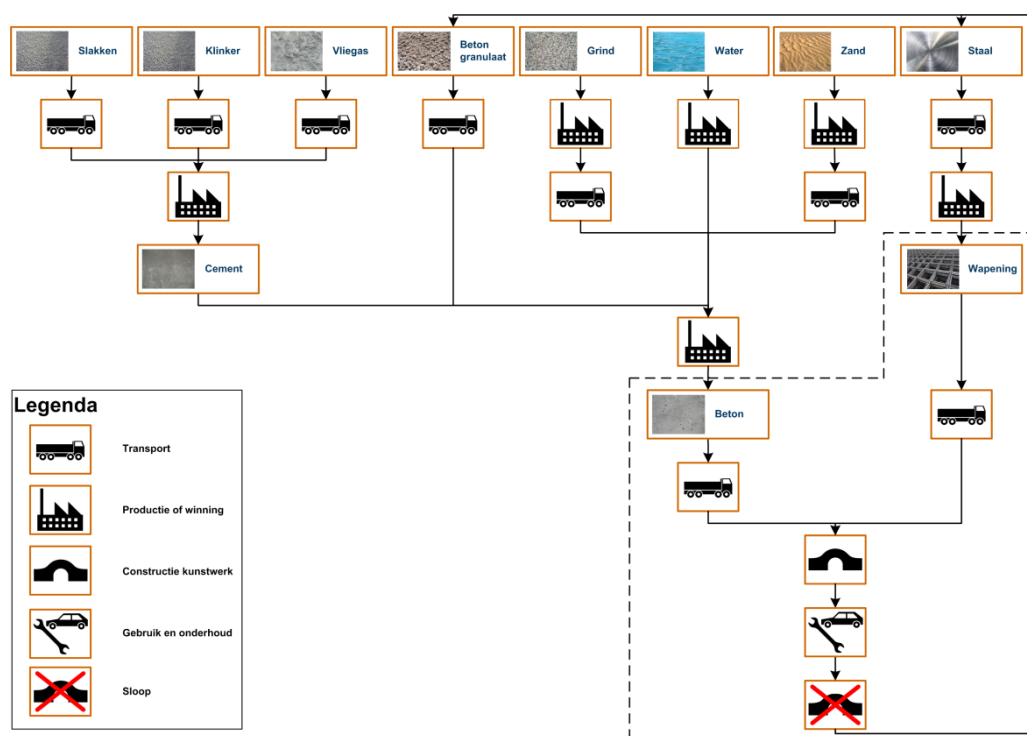 Slakken
Klinker
Vliegas
Beton
granulaat
Grind
Water
Zand
Staal
Cement
Wapening
Beton
Legenda
Transport
Productie of winning
Constructie kunstwerk
Gebruik en onderhoud
Sloop